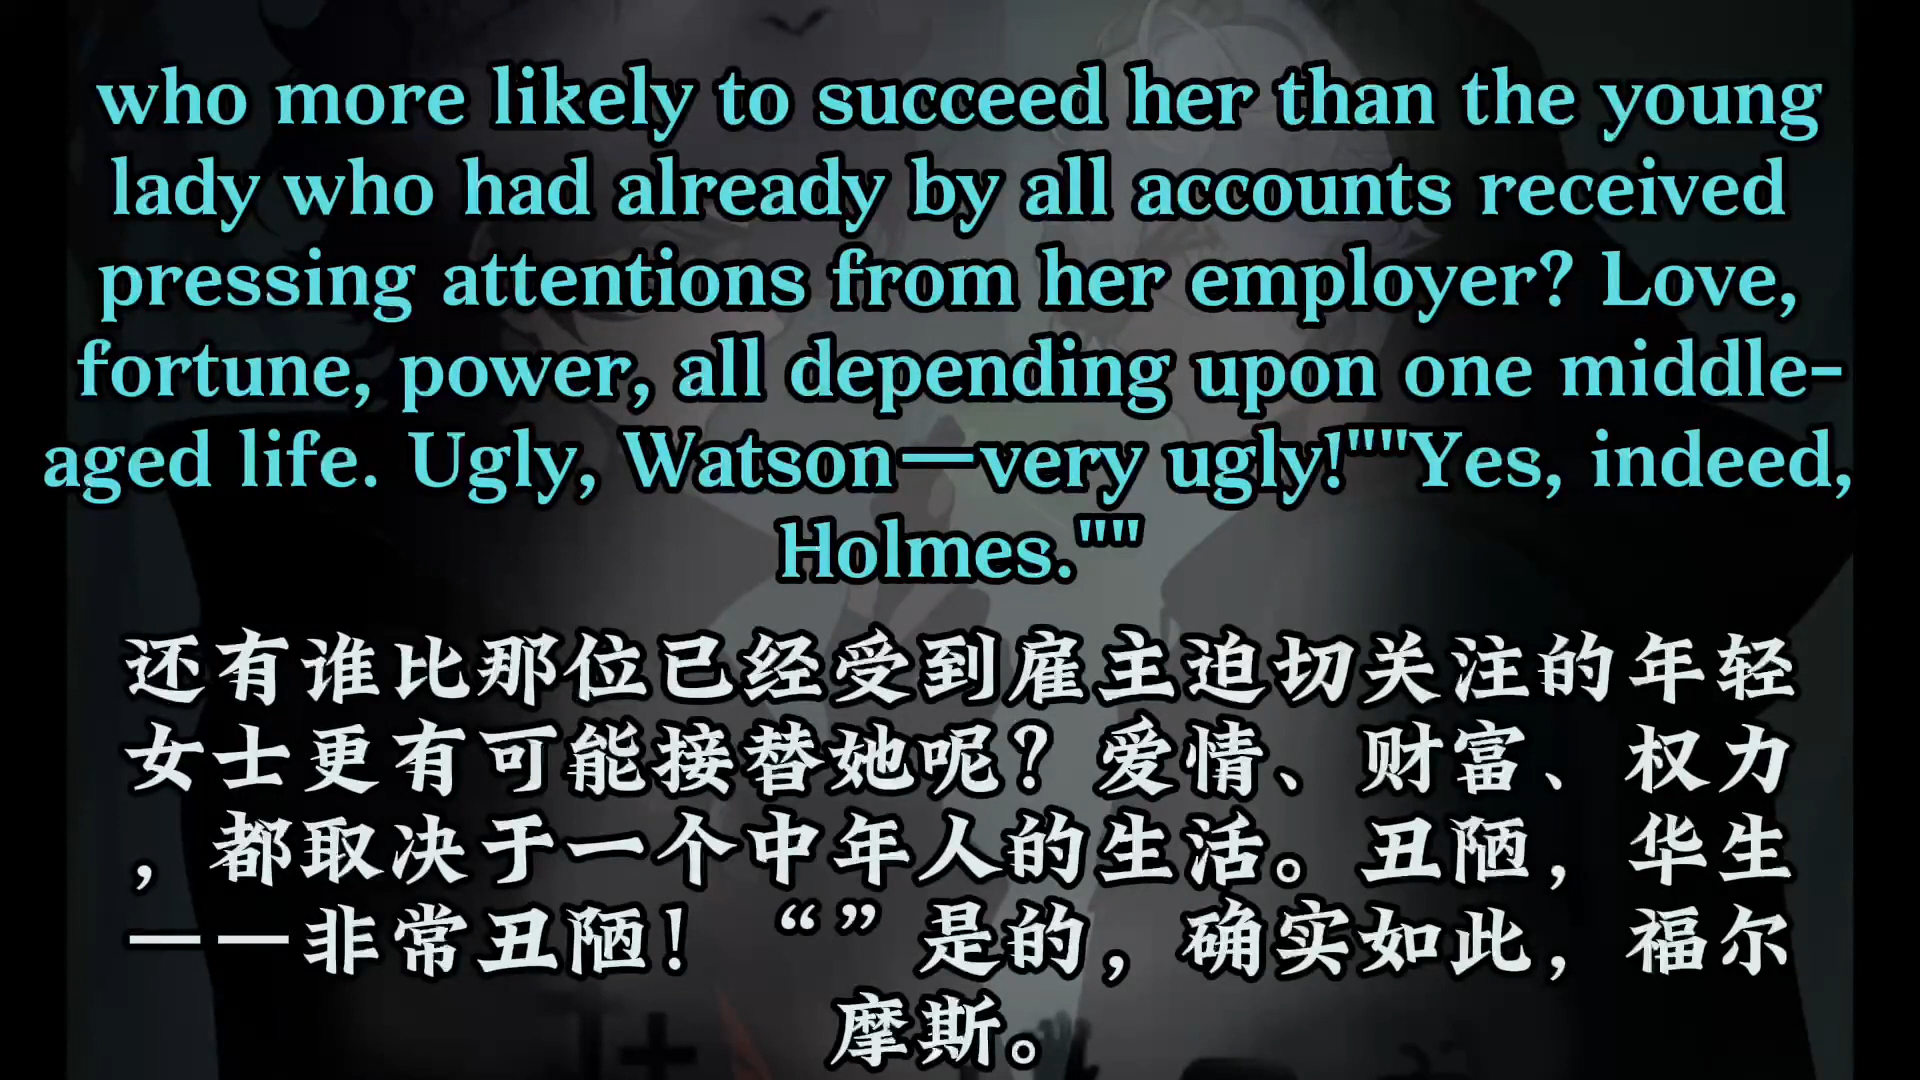 who more likely to succeed her than the young
lady who had already by all accounts received
pressing attentions from her employer? Love,
fortune, power, all depending upon one middle-
aged life. Ugly, Watson—very ugly!""Yes, indeed,
Holmes.""
还有谁比那位已经受到雇主迫切关注的年轻
女士更有可能接替她呢？爱情、财富、权力
，都取决于一个中年人的生活。丑陋，华生
——非常丑陋！“”是的，确实如此，福尔
摩斯。